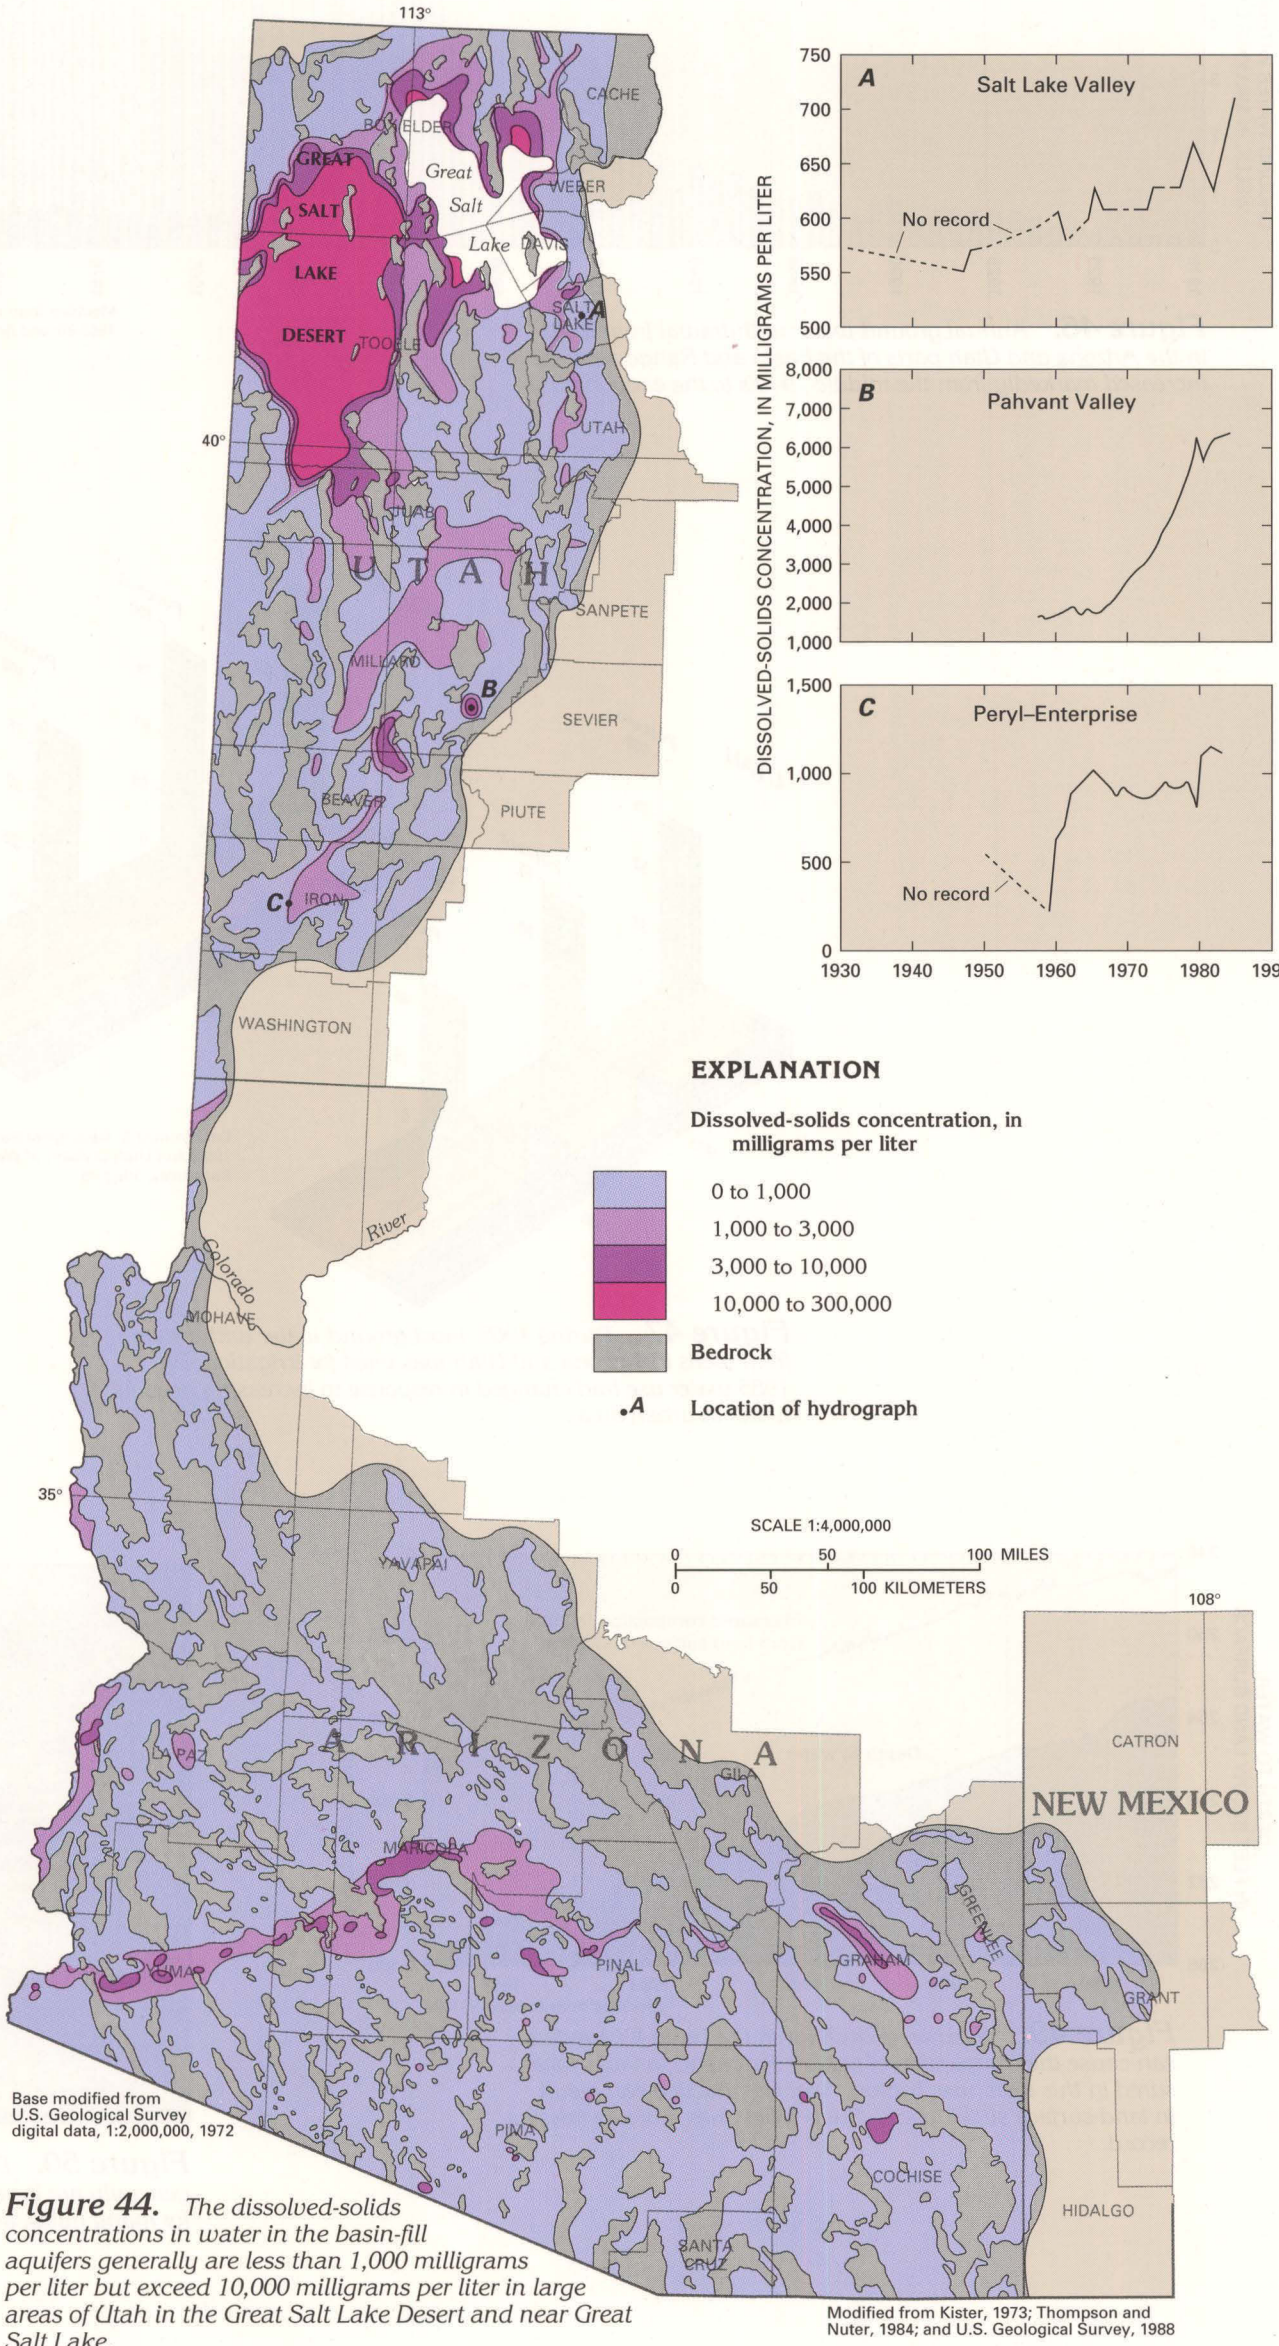 113°
CACHE
BOX ELDER
GREAT
Great
WEBER
SALT
Salt
Lake
DAVIS
LAKE
SALT
LAKE
A
DESERT
TOOELE
40°
UTAH
JUAB
UTAH
SANPETE
MILLARD
B
SEVIER
BEAVER
PIUTE
C
IRON
WASHINGTON
Colorado
River
MOHAVE
35°
YAVAPAI
ARIZONA
LA PAZ
GILA
CATRON
NEW MEXICO
MARICOPA
GREENLEE
YUMA
PINAL
GRAHAM
GRANT
PIMA
COCHISE
HIDALGO
SANTA
CRUZ
108°
DISSOLVED-SOLIDS CONCENTRATION, IN MILLIGRAMS PER LITER
A
Salt Lake Valley
750
700
650
600
550
500
No record
B
Pahvant Valley
8,000
7,000
6,000
5,000
4,000
3,000
2,000
1,000
C
Peryl–Enterprise
1,500
1,000
500
0
No record
1930 1940 1950 1960 1970 1980 199
EXPLANATION
Dissolved-solids concentration, in
milligrams per liter
0 to 1,000
1,000 to 3,000
3,000 to 10,000
10,000 to 300,000
Bedrock
.A Location of hydrograph
SCALE 1:4,000,000
0 50 100 MILES
0 50 100 KILOMETERS
Base modified from
U.S. Geological Survey
digital data, 1:2,000,000, 1972
Figure 44. The dissolved-solids
concentrations in water in the basin-fill
aquifers generally are less than 1,000 milligrams
per liter but exceed 10,000 milligrams per liter in large
areas of Utah in the Great Salt Lake Desert and near Great
Salt Lake.
Modified from Kister, 1973; Thompson and
Nuter, 1984; and U.S. Geological Survey, 1988